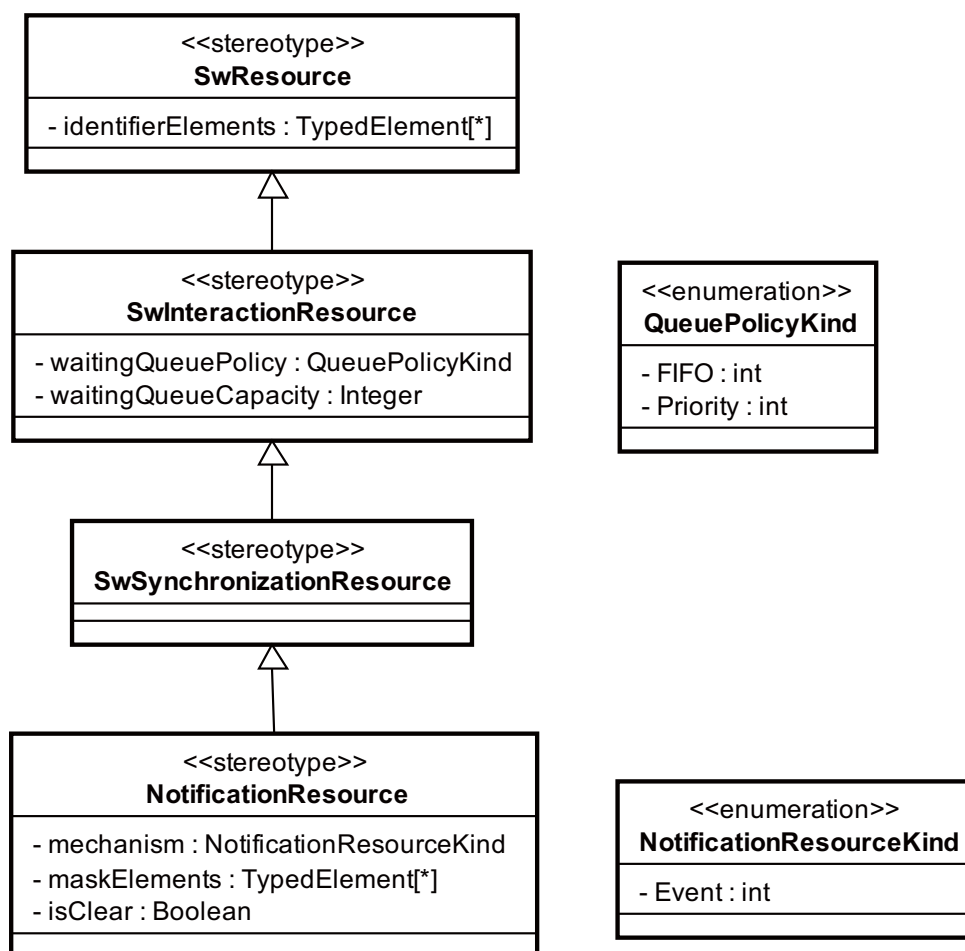 <<stereotype>>
SwResource
- identifierElements : TypedElement[*]
<<stereotype>>
SwInteractionResource
- waitingQueuePolicy : QueuePolicyKind
- waitingQueueCapacity : Integer
<<enumeration>>
QueuePolicyKind
- FIFO : int
- Priority : int
<<stereotype>>
SwSynchronizationResource
<<stereotype>>
NotificationResource
- mechanism : NotificationResourceKind
- maskElements : TypedElement[*]
- isClear : Boolean
<<enumeration>>
NotificationResourceKind
- Event : int